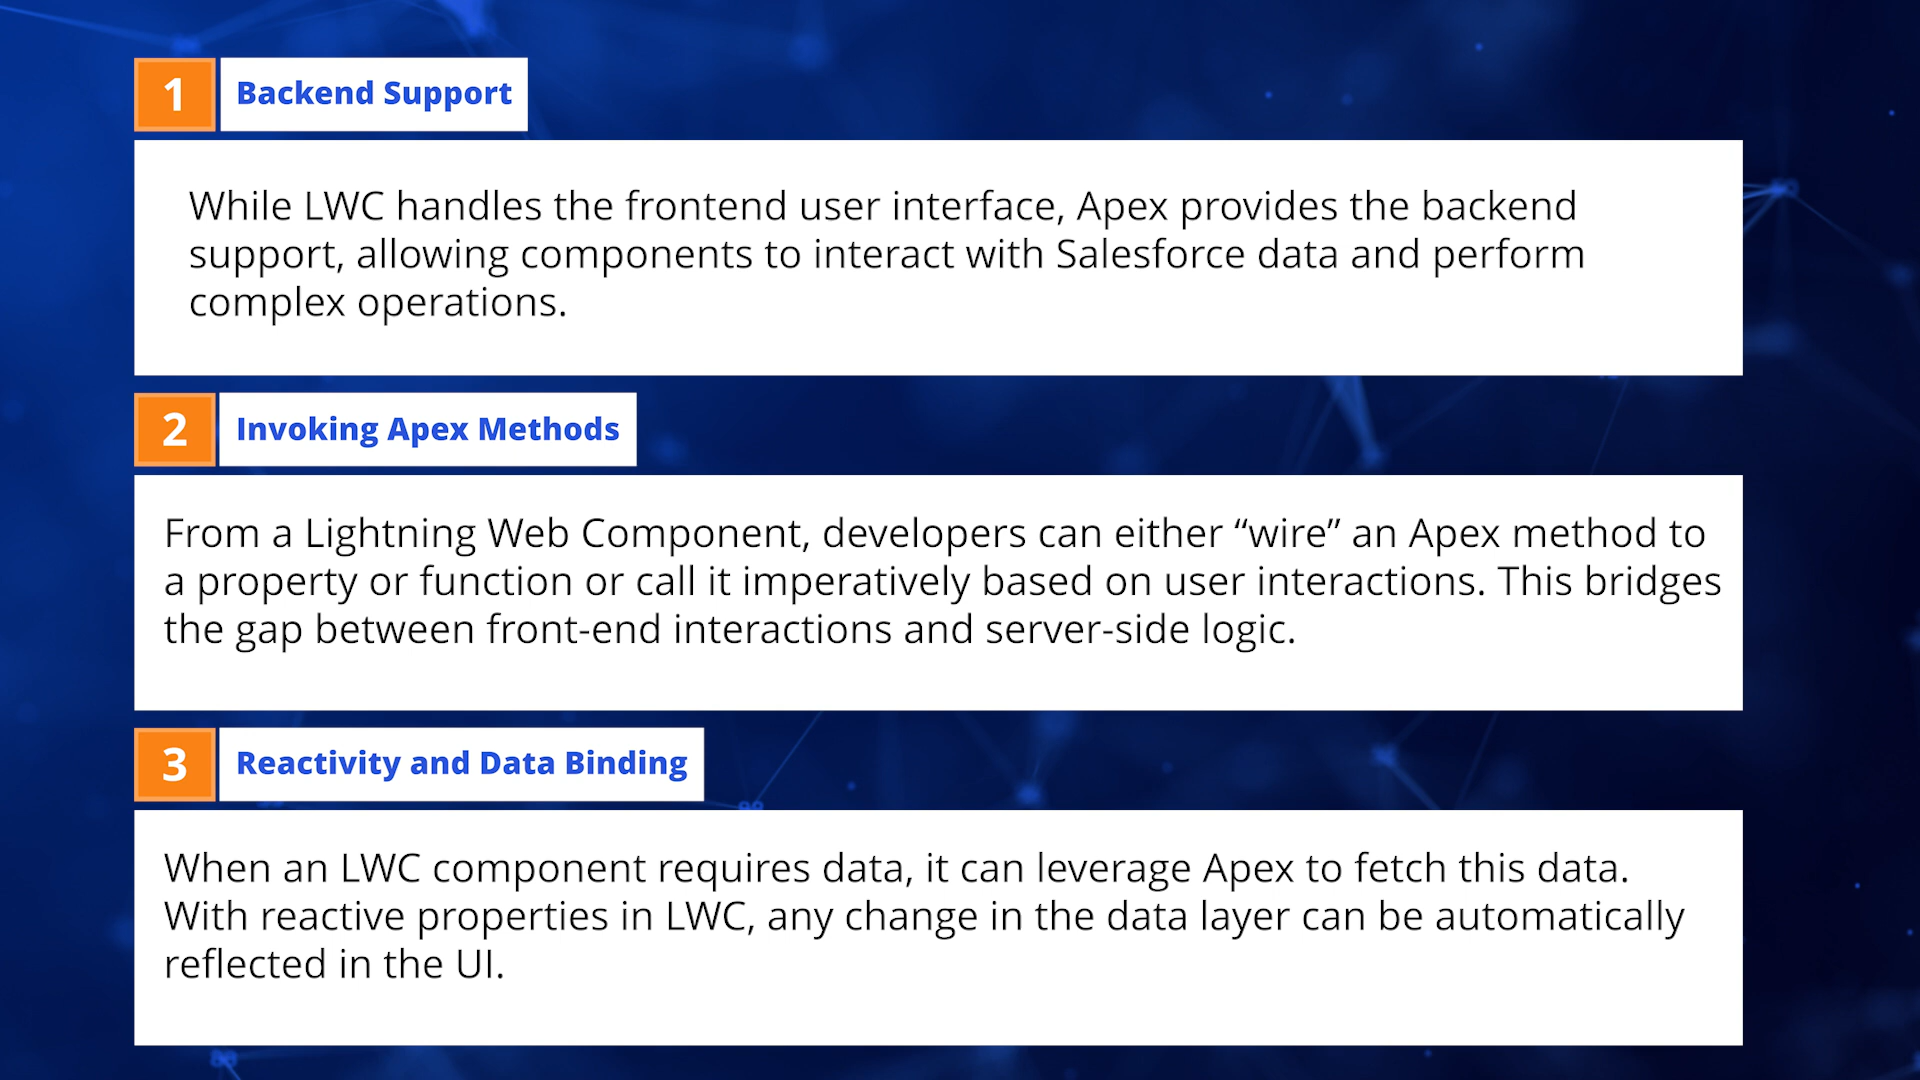 1 Backend Support
While LWC handles the frontend user interface, Apex provides the backend
support, allowing components to interact with Salesforce data and perform
complex operations.
2 Invoking Apex Methods
From a Lightning Web Component, developers can either “wire” an Apex method to
a property or function or call it imperatively based on user interactions. This bridges
the gap between front-end interactions and server-side logic.
3 Reactivity and Data Binding
When an LWC component requires data, it can leverage Apex to fetch this data.
With reactive properties in LWC, any change in the data layer can be automatically
reflected in the UI.